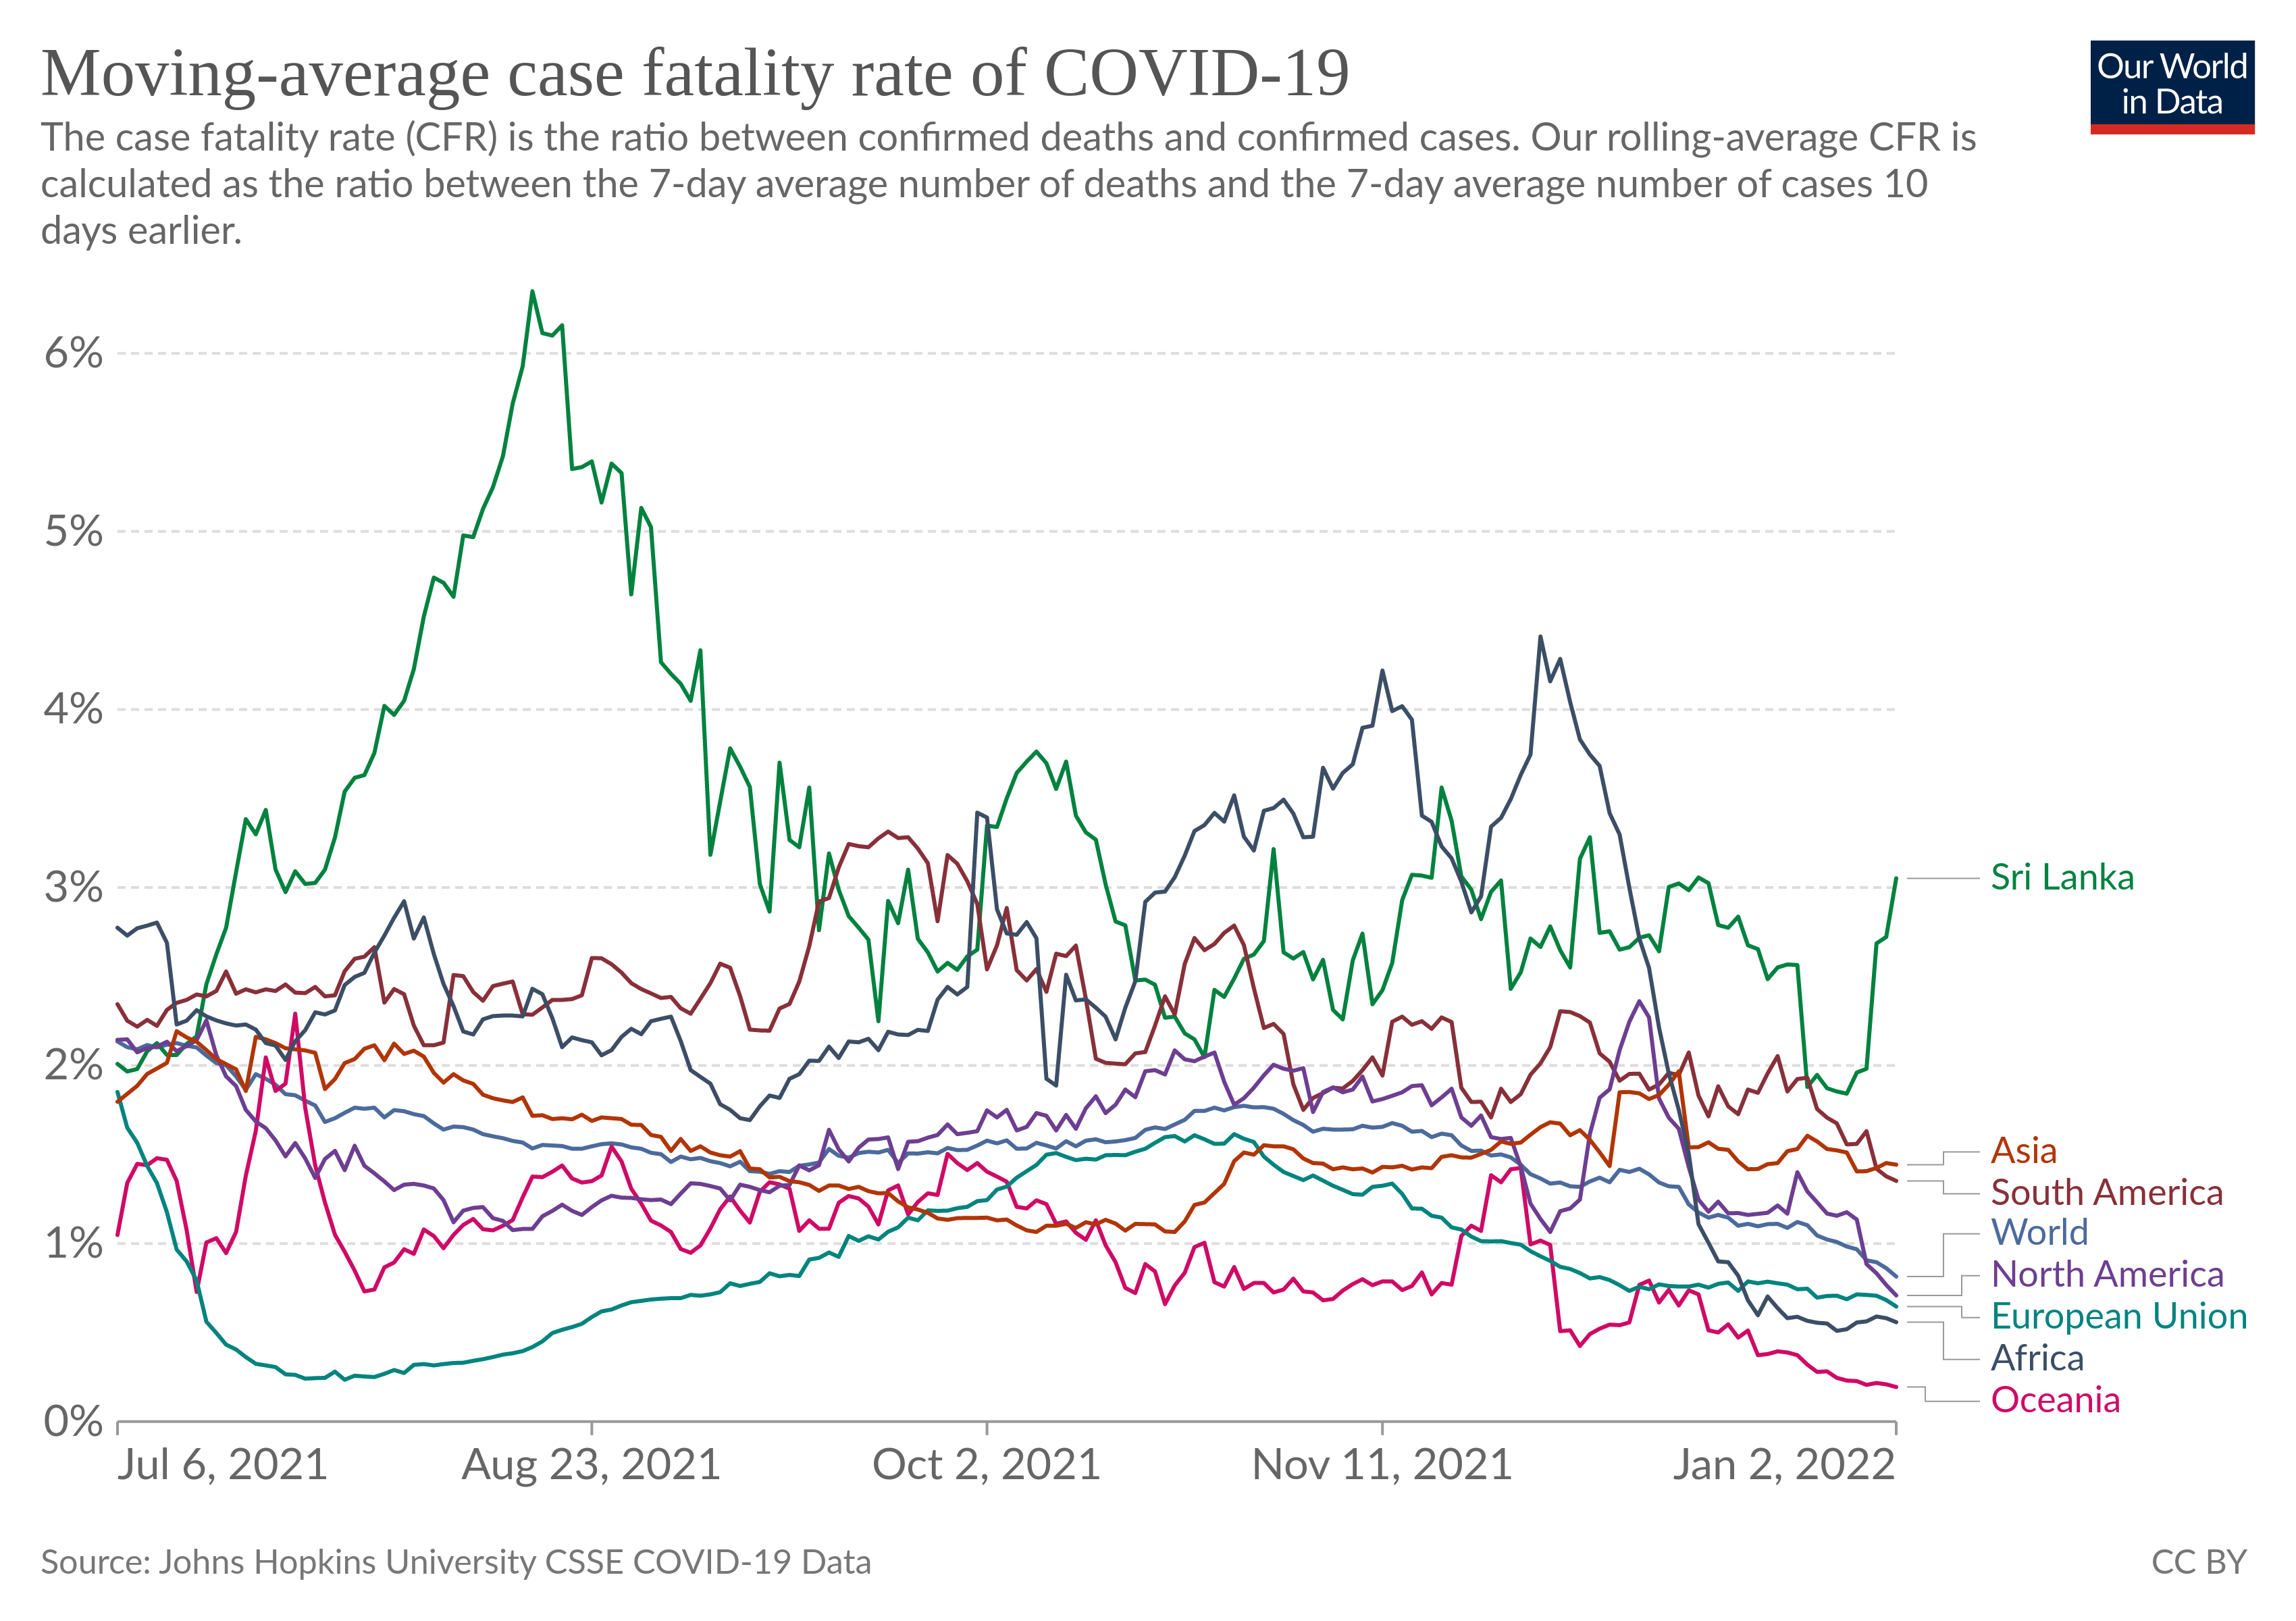 Moving-average case fatality rate of COVID-19
Our World
in Data
The case fatality rate (CFR) is the ratio between confirmed deaths and confirmed cases. Our rolling-average CFR is
calculated as the ratio between the 7-day average number of deaths and the 7-day average number of cases 10
days earlier.
6%
5%
4%
3%
2%
1%
0%
Sri Lanka
Asia
South America
World
North America
European Union
Africa
Oceania
Jul 6, 2021
Aug 23, 2021
Oct 2, 2021
Nov 11, 2021
Jan 2, 2022
Source: Johns Hopkins University CSSE COVID-19 Data
CC BY